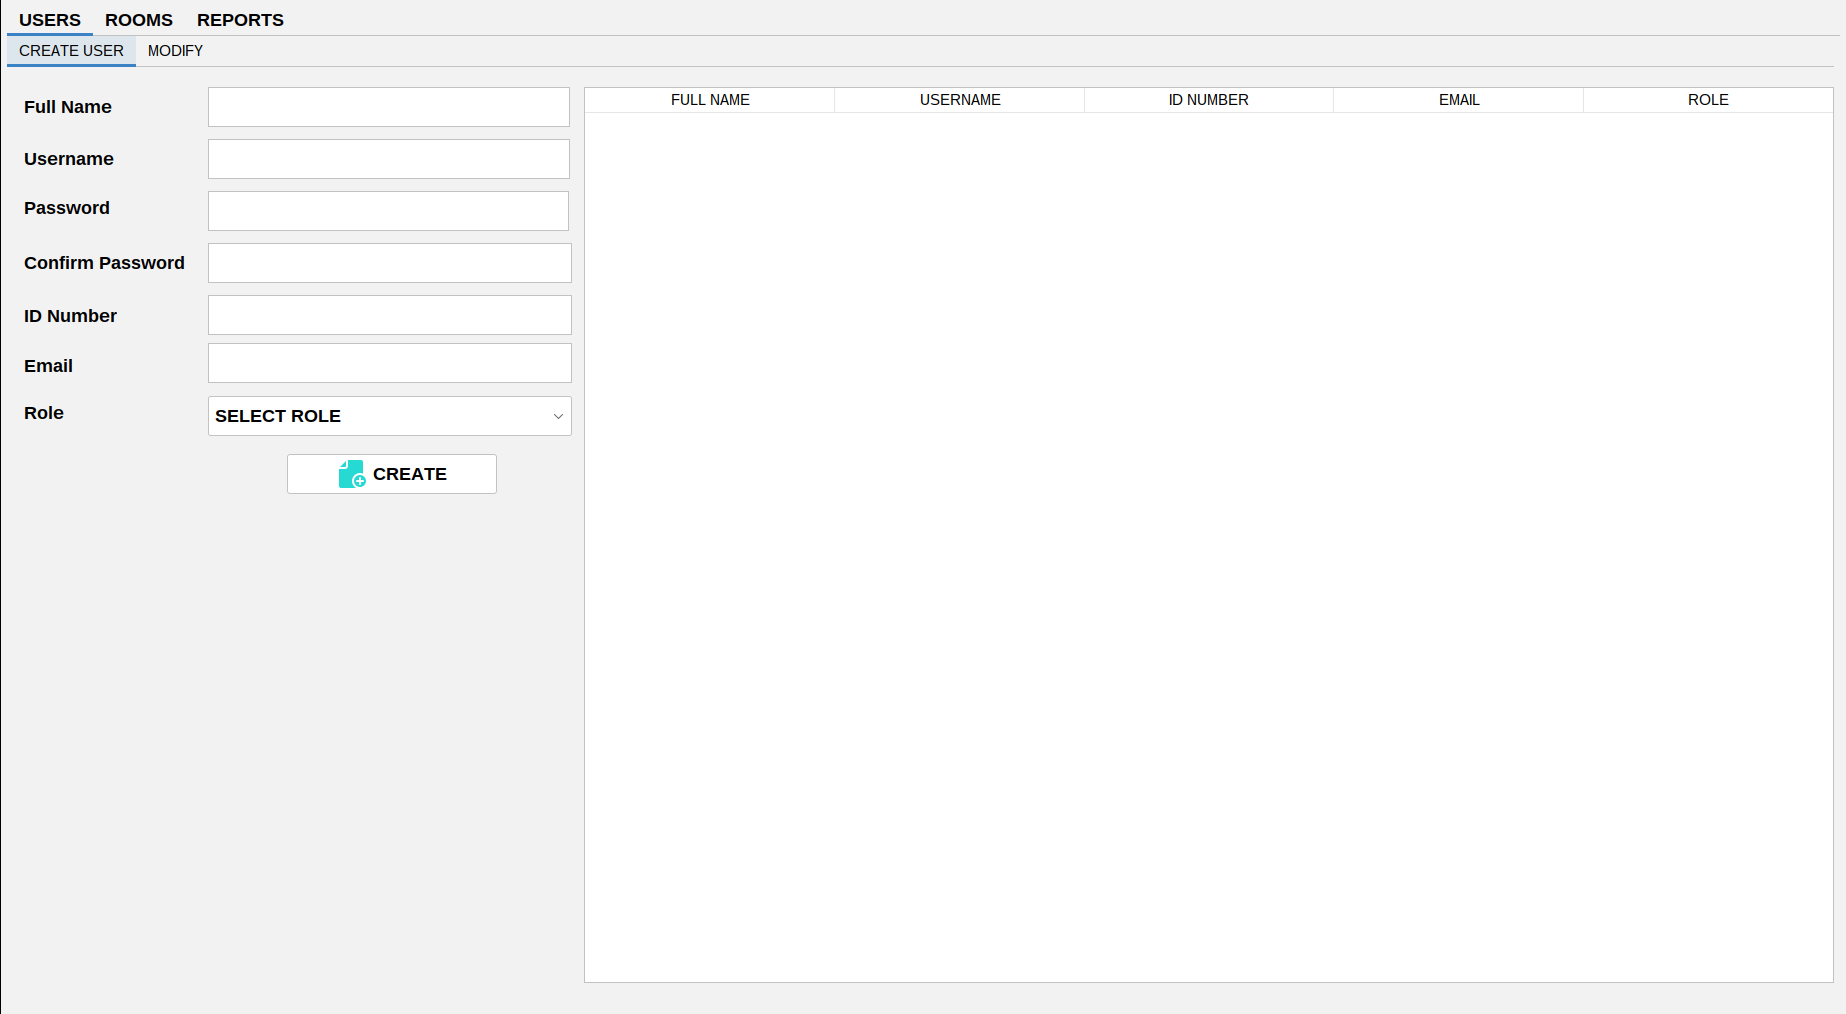 USERS ROOMS REPORTS
CREATE USER MODIFY
Full Name
Username
Password
Confirm Password
ID Number
Email
Role
SELECT ROLE
CREATE
FULL NAME USERNAME ID NUMBER EMAIL ROLE